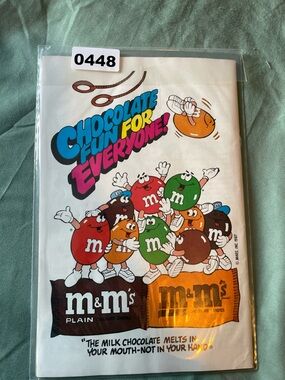 0448
CHOCOLATE
FUN FOR
EVERYONE!
m
m
m
m&m's
PLAIN
m&m's
"THE MILK CHOCOLATE MELTS IN
YOUR MOUTH-NOT IN YOUR HAND"